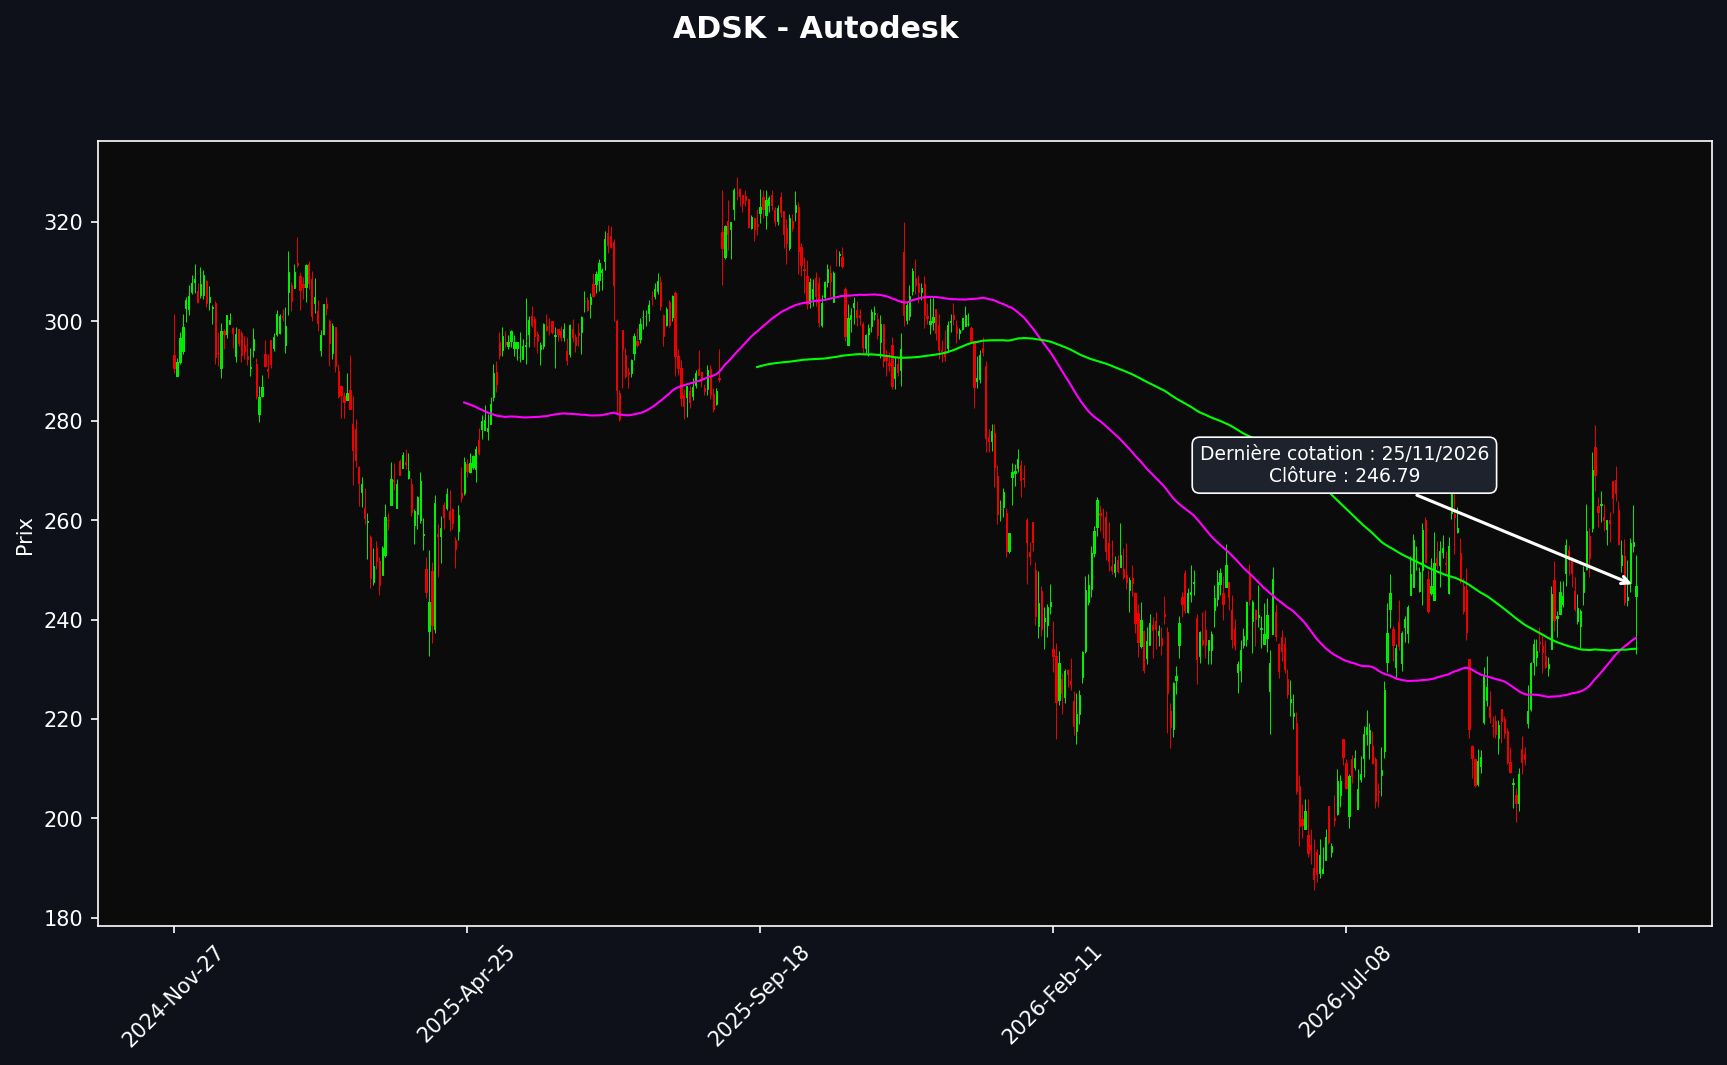 ADSK - Autodesk
Prix
320
300
280
260
240
220
200
180
Dernière cotation : 25/11/2026
Clôture : 246.79
2024-Nov-27
2025-Apr-25
2025-Sep-18
2026-Feb-11
2026-Jul-08